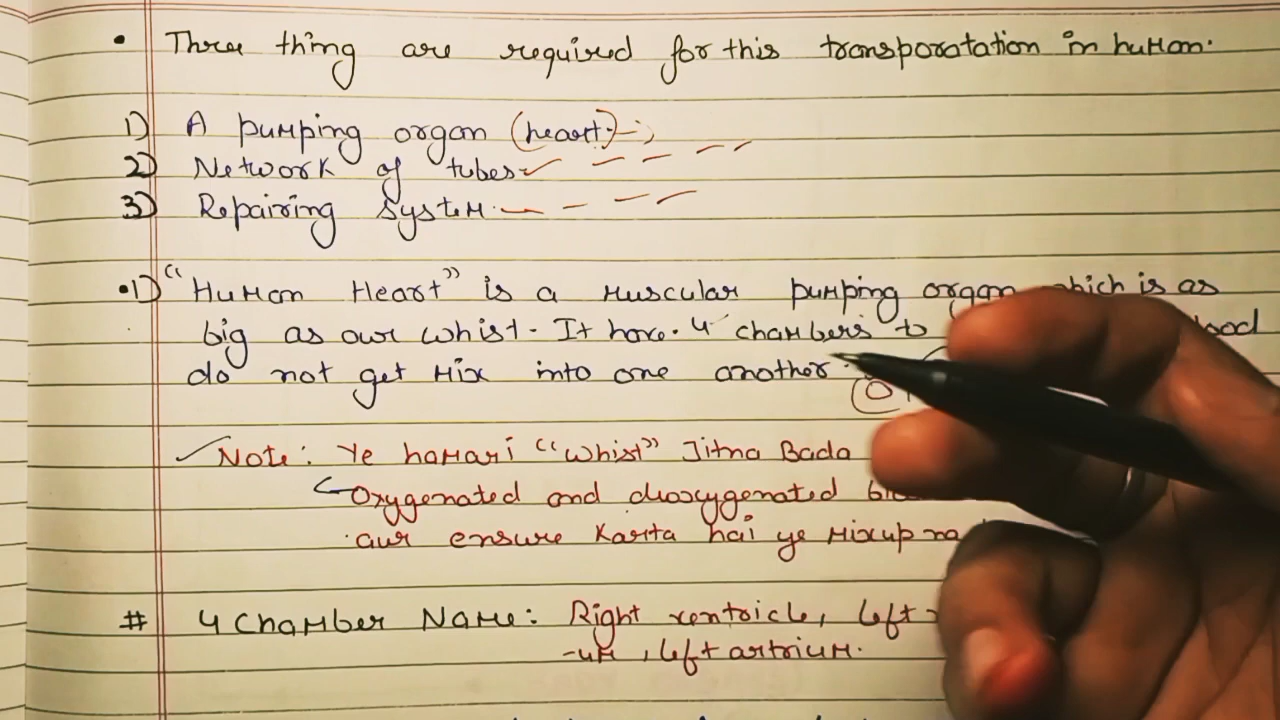 • Three thing are required for this transporatation in human.
1) A pumping organ (heart)
2) Network of tubes
3) Repairing system.
•1) "Human Heart" is a muscular pumping organ which is as
big as our whist. It have 4 chambers to
do not get mix into one another.
Note: Ye hamari "whist" Jitna Bada
Oxygenated and dioxygenated
aur ensure Karta hai ye mixup na
# 4 Chamber Name: Right ventricle, left
-um, left artrium.